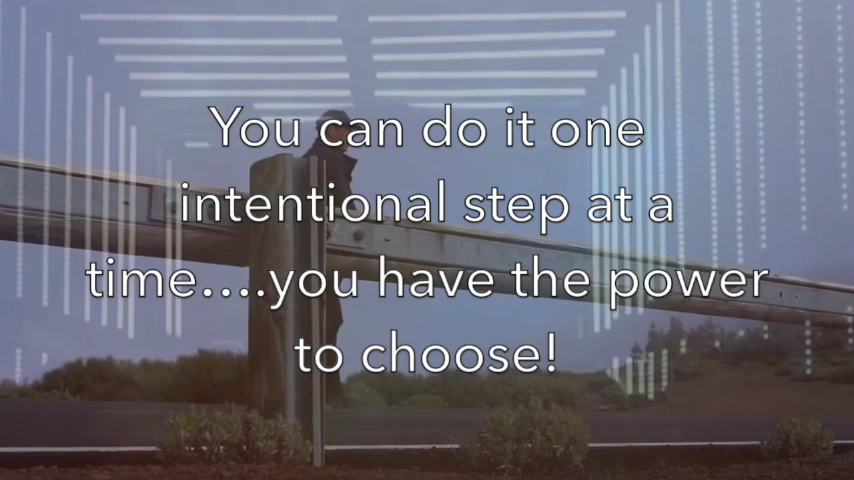 You can do it one
intentional step at a
time....you have the power
to choose!